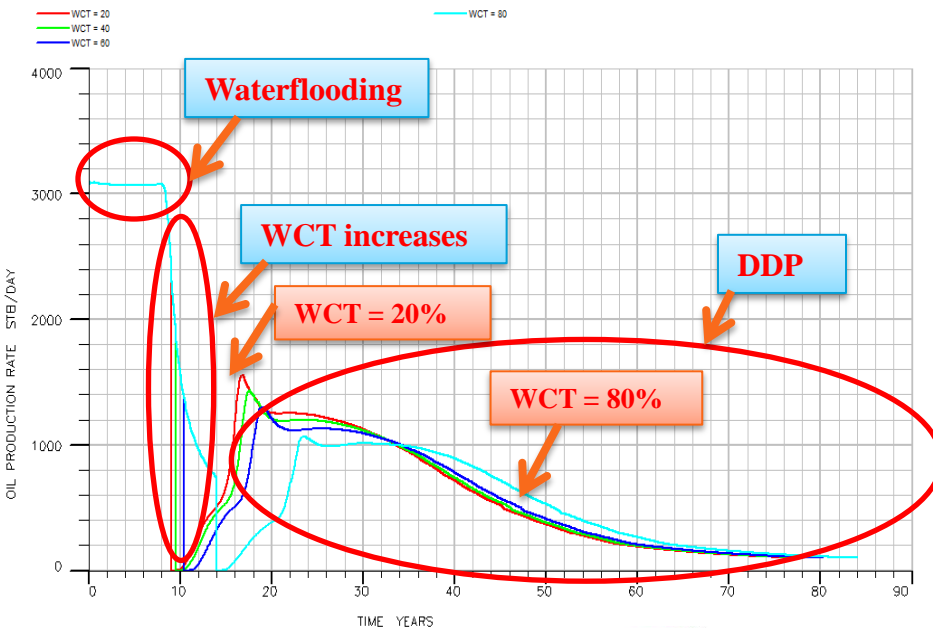 WCT = 20
WCT = 40
WCT = 60
WCT = 80
4000
3000
2000
1000
0
OIL PRODUCTION RATE STB/DAY
Waterflooding
WCT increases
WCT = 20%
DDP
WCT = 80%
0 10 20 30 40 50 60 70 80 90
TIME YEARS